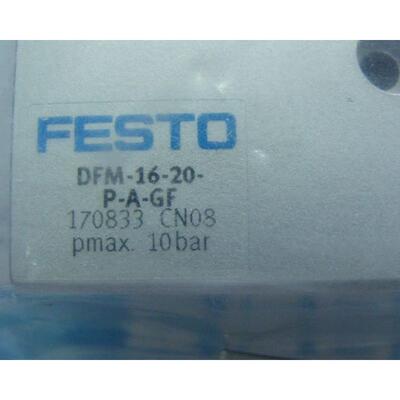 FESTO
DFM-16-20-
P-A-GF
170833 CN08
pmax. 10bar